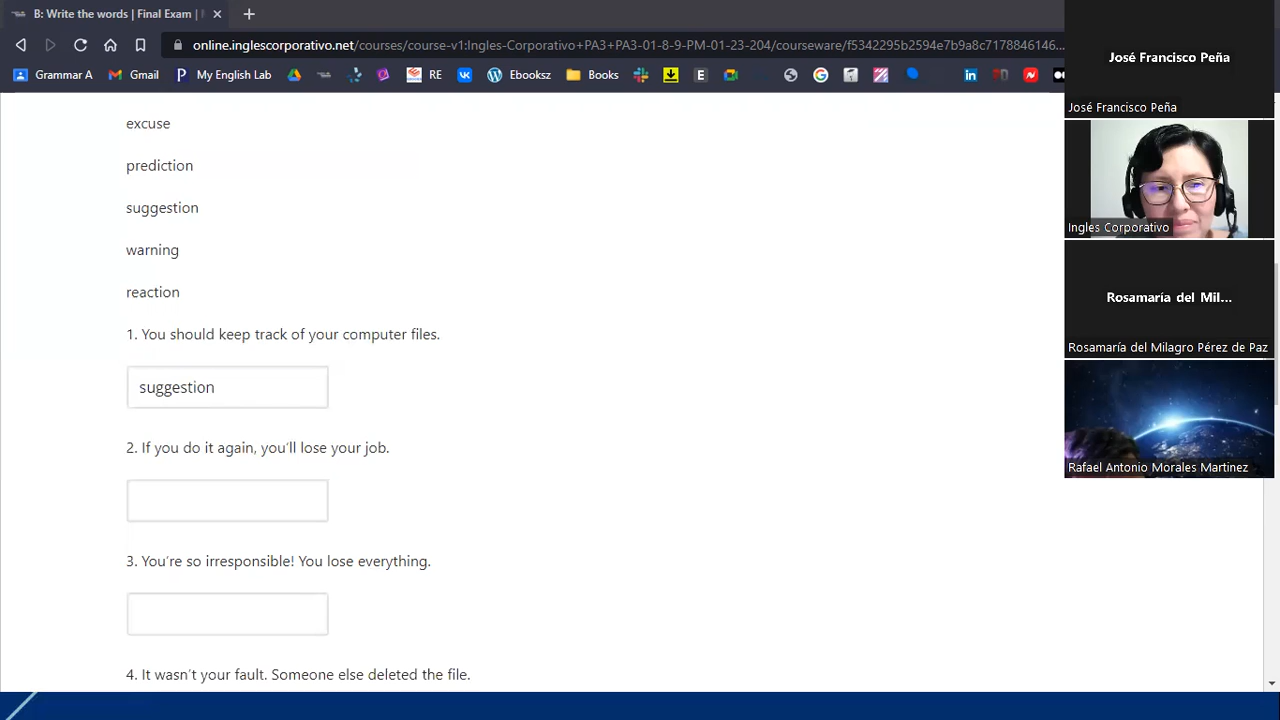 B: Write the words | Final Exam |
online.inglescorporativo.net/courses/course-v1:Ingles-Corporativo+PA3+PA3-01-8-9-PM-01-23-204/courseware/f5342295b2594e7b9a8c7178846146...
Grammar A
Gmail
My English Lab
RE
Ebooksz
Books
excuse
prediction
suggestion
warning
reaction
1. You should keep track of your computer files.
suggestion
2. If you do it again, you'll lose your job.
3. You're so irresponsible! You lose everything.
4. It wasn't your fault. Someone else deleted the file.
José Francisco Peña
José Francisco Peña
Ingles Corporativo
Rosamaría del Mil...
Rosamaría del Milagro Pérez de Paz
Rafael Antonio Morales Martinez